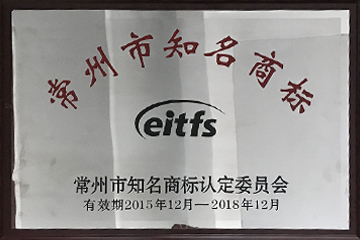 常州市知名商标
eitfs
常州市知名商标认定委员会
有效期2015年12月—2018年12月